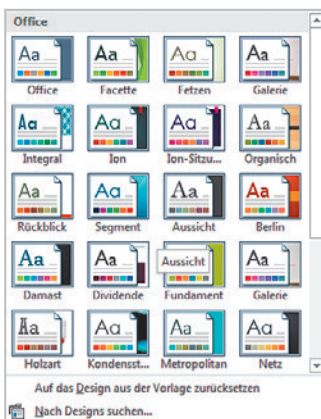 Office
Aa Aa Aa Aa
Office Facette Fetzen Galerie
Aa Aa Aa Aa
Integral Ion Ion-Sitzu... Organisch
Aa Aa Aa Aa
Rückblick Segment Aussicht Berlin
Aa Aa Aa Aa
Aussicht
Damast Dividende Fundament Galerie
Aa Aa Aa Aa
Holzart Kondensst... Metropolitan Netz
Auf das Design aus der Vorlage zurücksetzen
Nach Designs suchen...